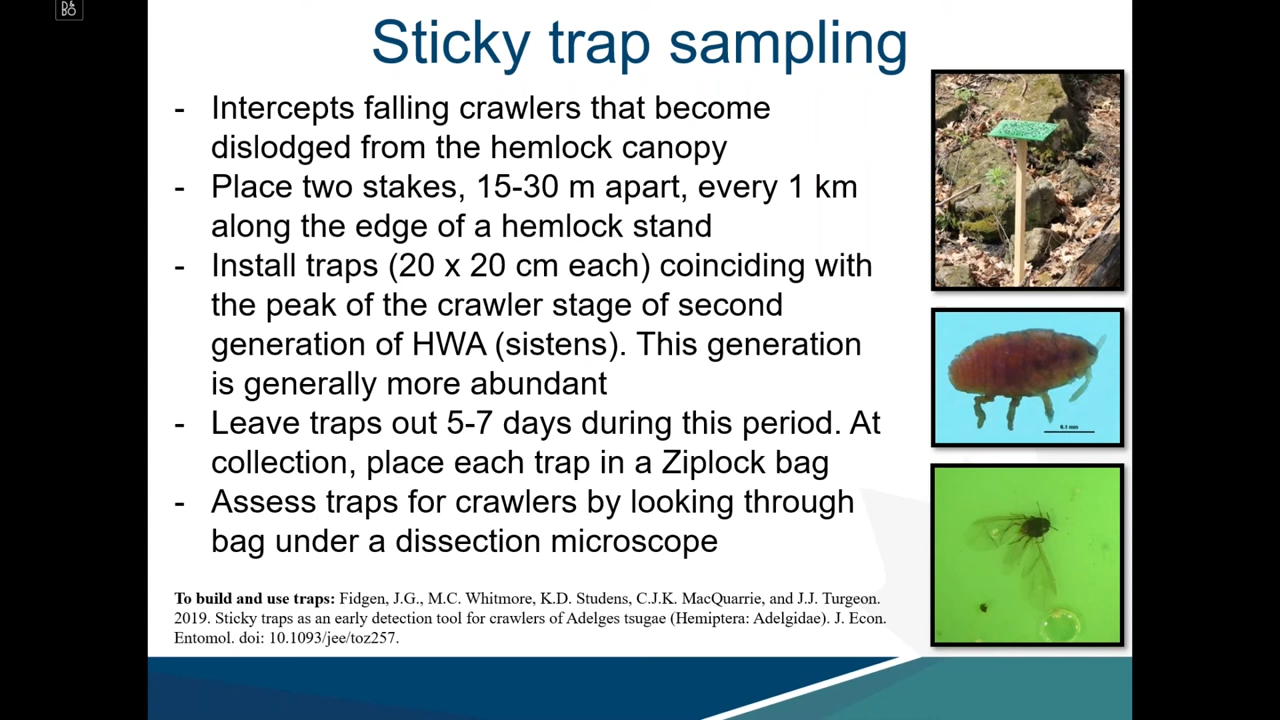 Sticky trap sampling
- Intercepts falling crawlers that become
dislodged from the hemlock canopy
- Place two stakes, 15-30 m apart, every 1 km
along the edge of a hemlock stand
- Install traps (20 x 20 cm each) coinciding with
the peak of the crawler stage of second
generation of HWA (sistens). This generation
is generally more abundant
- Leave traps out 5-7 days during this period. At
collection, place each trap in a Ziplock bag
- Assess traps for crawlers by looking through
bag under a dissection microscope
0.1 mm
To build and use traps: Fidgen, J.G., M.C. Whitmore, K.D. Studens, C.J.K. MacQuarrie, and J.J. Turgeon.
2019. Sticky traps as an early detection tool for crawlers of Adelges tsugae (Hemiptera: Adelgidae). J. Econ.
Entomol. doi: 10.1093/jee/toz257.